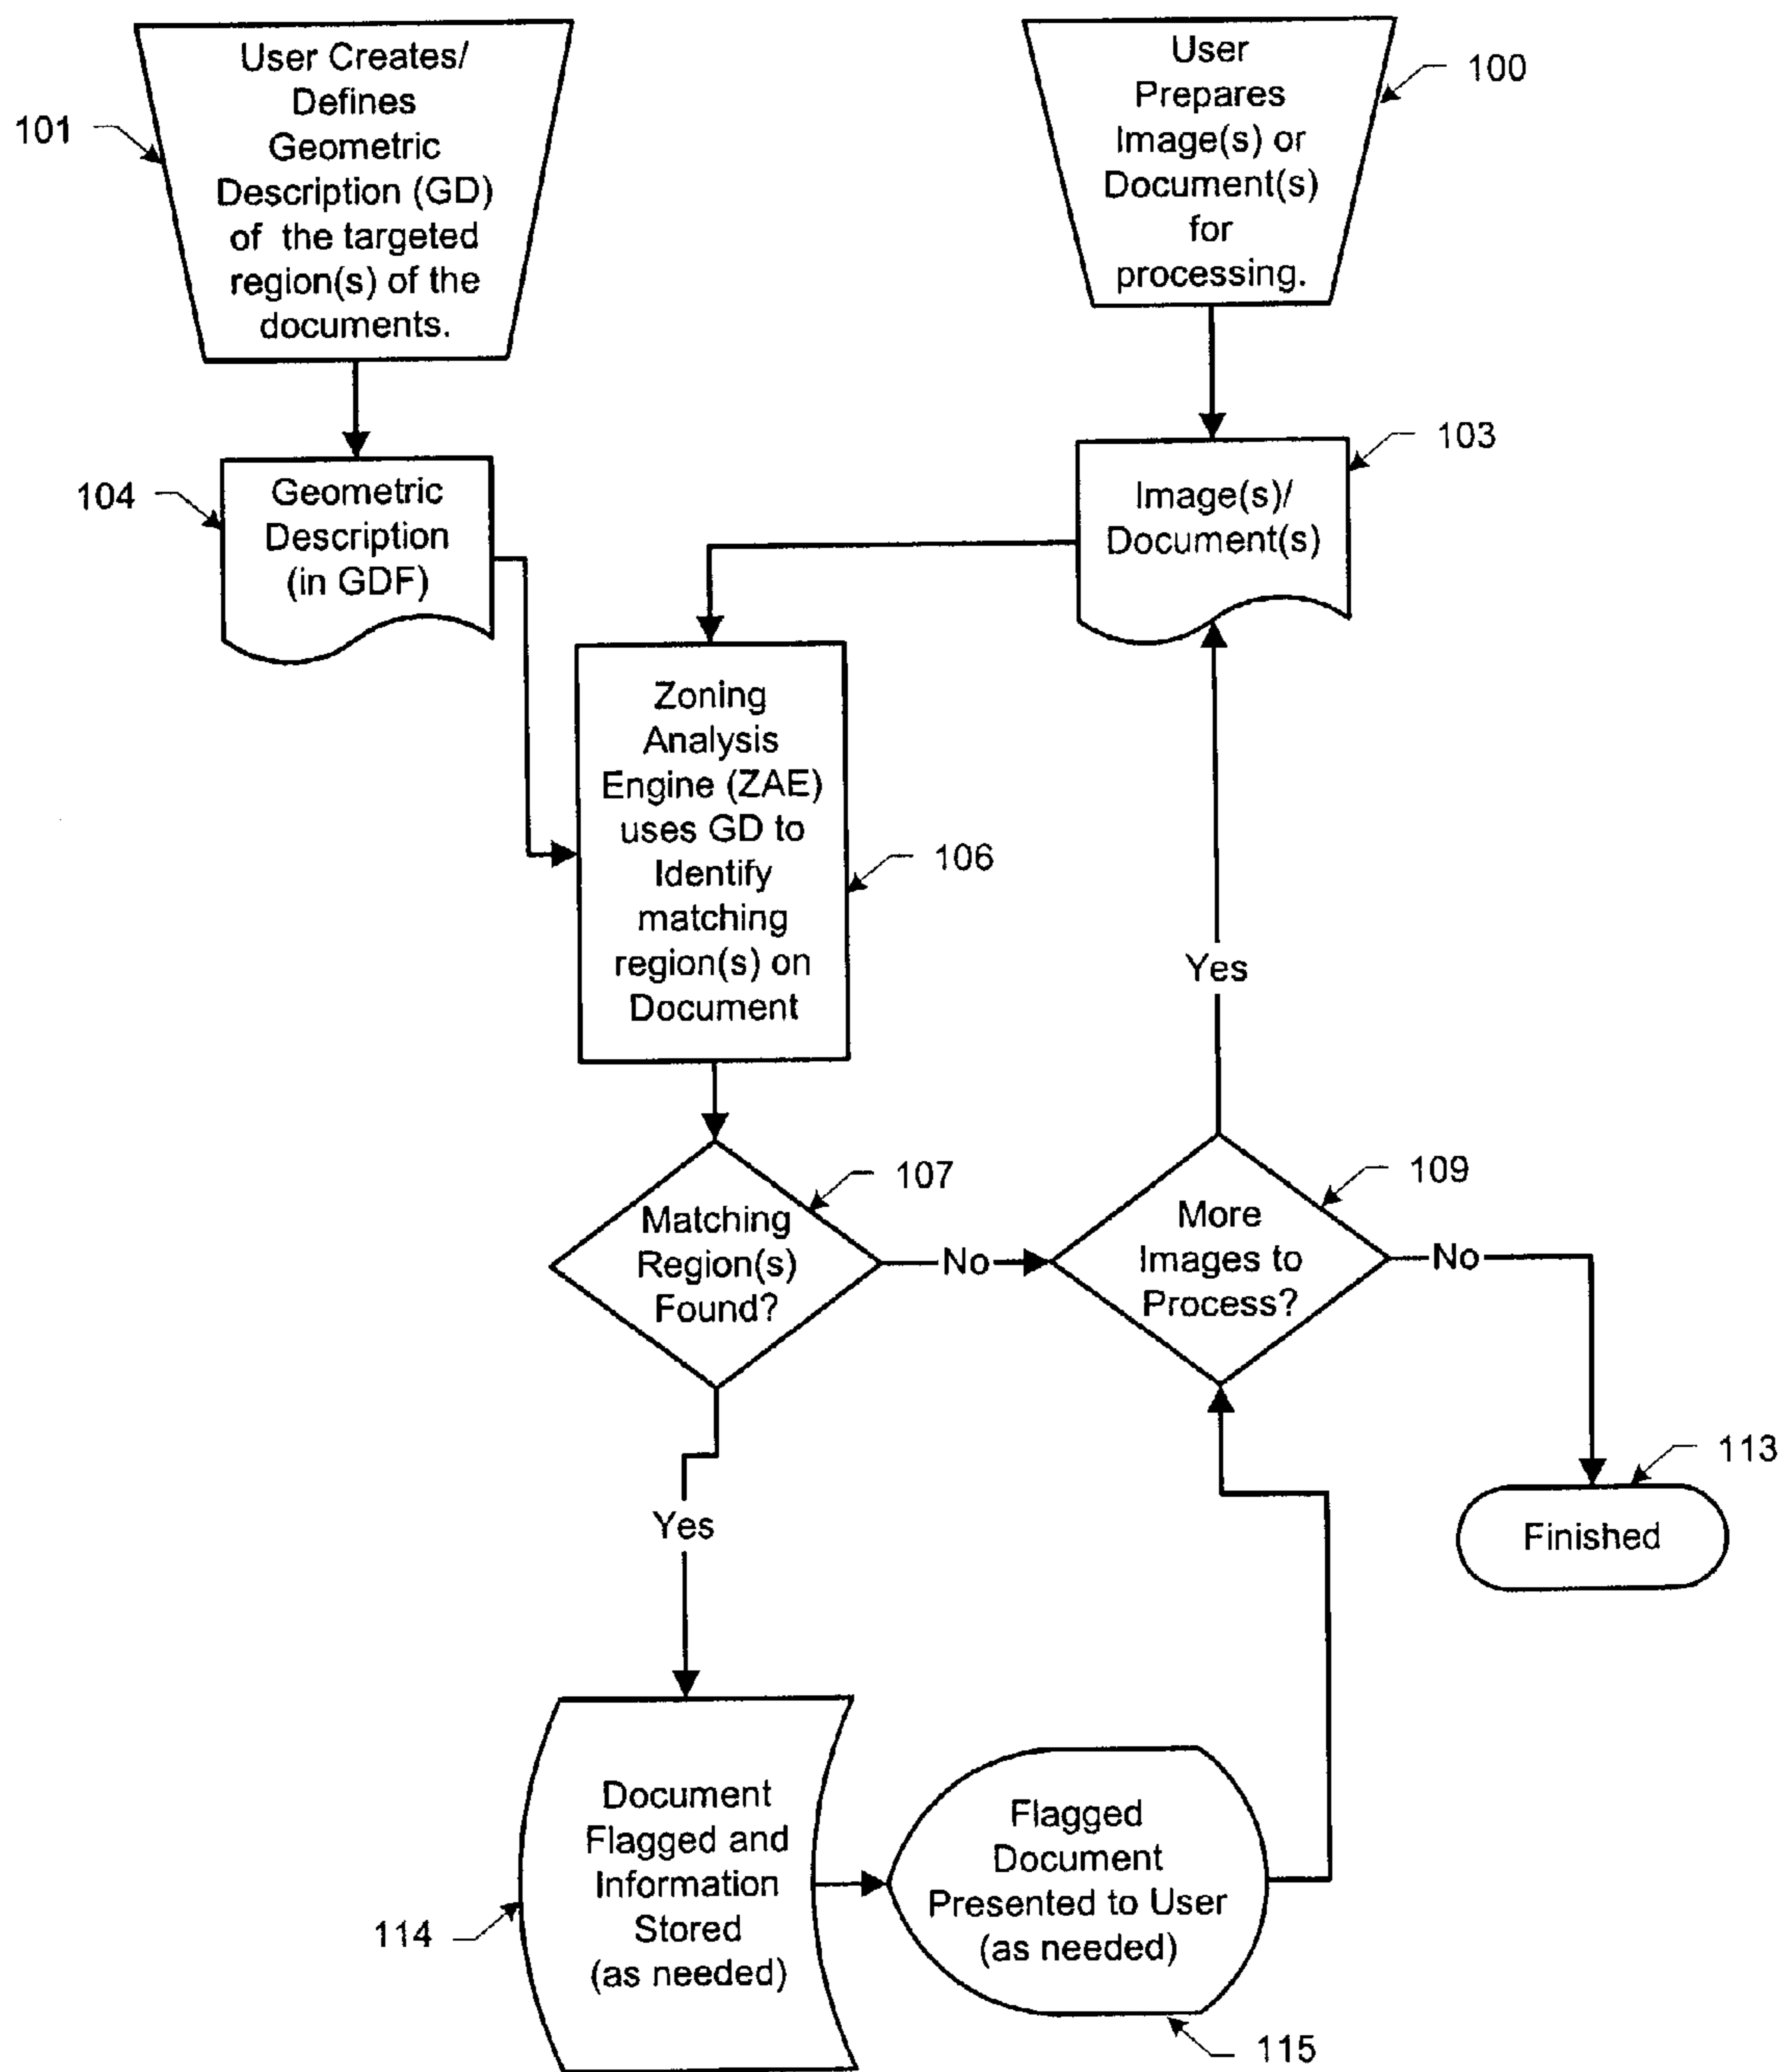 User Creates/
Defines
Geometric
Description (GD)
of the targeted
region(s) of the
documents.
101
User
Prepares
Image(s) or
Document(s)
for
processing.
100
Geometric
Description
(in GDF)
104
Image(s)/
Document(s)
103
Zoning
Analysis
Engine (ZAE)
uses GD to
Identify
matching
region(s) on
Document
106
Yes
Matching
Region(s)
Found?
107
No
More
Images to
Process?
109
No
113
Finished
Yes
Document
Flagged and
Information
Stored
(as needed)
114
Flagged
Document
Presented to User
(as needed)
115